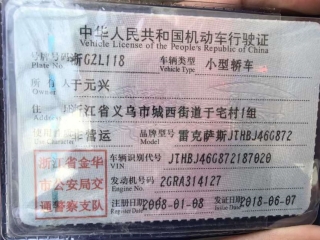 中华人民共和国机动车行驶证
Vehicle License of the People's Republic of China
号牌号码 浙GZL118 车辆类型 小型轿车
Plate No. Vehicle Type
所有人 于元兴
住址 浙江省义乌市城西街道于宅村1组
使用性质 非营运 品牌型号 雷克萨斯JTHBJ46G872
Use Character Model
浙江省金华 车辆识别代号 JTHBJ46G872187020
VIN
市公安局交 发动机号码 2GRA314127
Engine No.
通警察支队 注册日期 2008-01-08 发证日期 2018-06-07